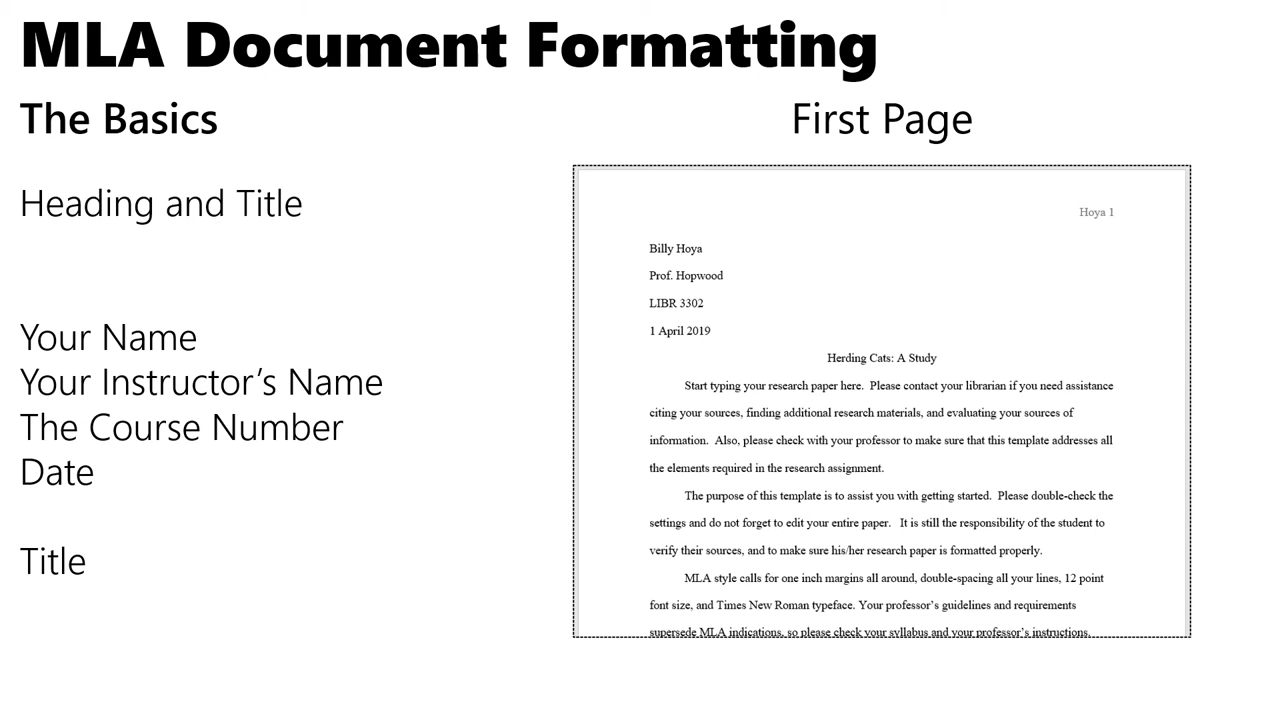 MLA Document Formatting
The Basics
First Page
Heading and Title
Your Name
Your Instructor’s Name
The Course Number
Date
Title
Hoya 1
Billy Hoya
Prof. Hopwood
LIBR 3302
1 April 2019
Herding Cats: A Study
Start typing your research paper here.  Please contact your librarian if you need assistance
citing your sources, finding additional research materials, and evaluating your sources of
information.  Also, please check with your professor to make sure that this template addresses all
the elements required in the research assignment.
The purpose of this template is to assist you with getting started.  Please double-check the
settings and do not forget to edit your entire paper.   It is still the responsibility of the student to
verify their sources, and to make sure his/her research paper is formatted properly.
MLA style calls for one inch margins all around, double-spacing all your lines, 12 point
font size, and Times New Roman typeface. Your professor’s guidelines and requirements
supersede MLA indications, so please check your syllabus and your professor’s instructions.